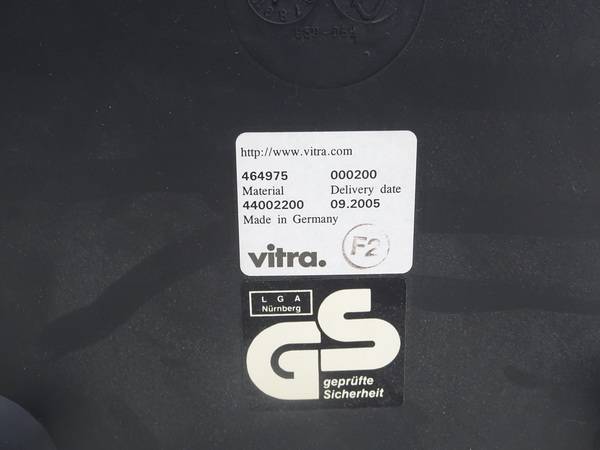 http://www.vitra.com
464975 000200
Material Delivery date
44002200 09.2005
Made in Germany
vitra. F2
L G A
Nürnberg
GS
geprüfte
Sicherheit